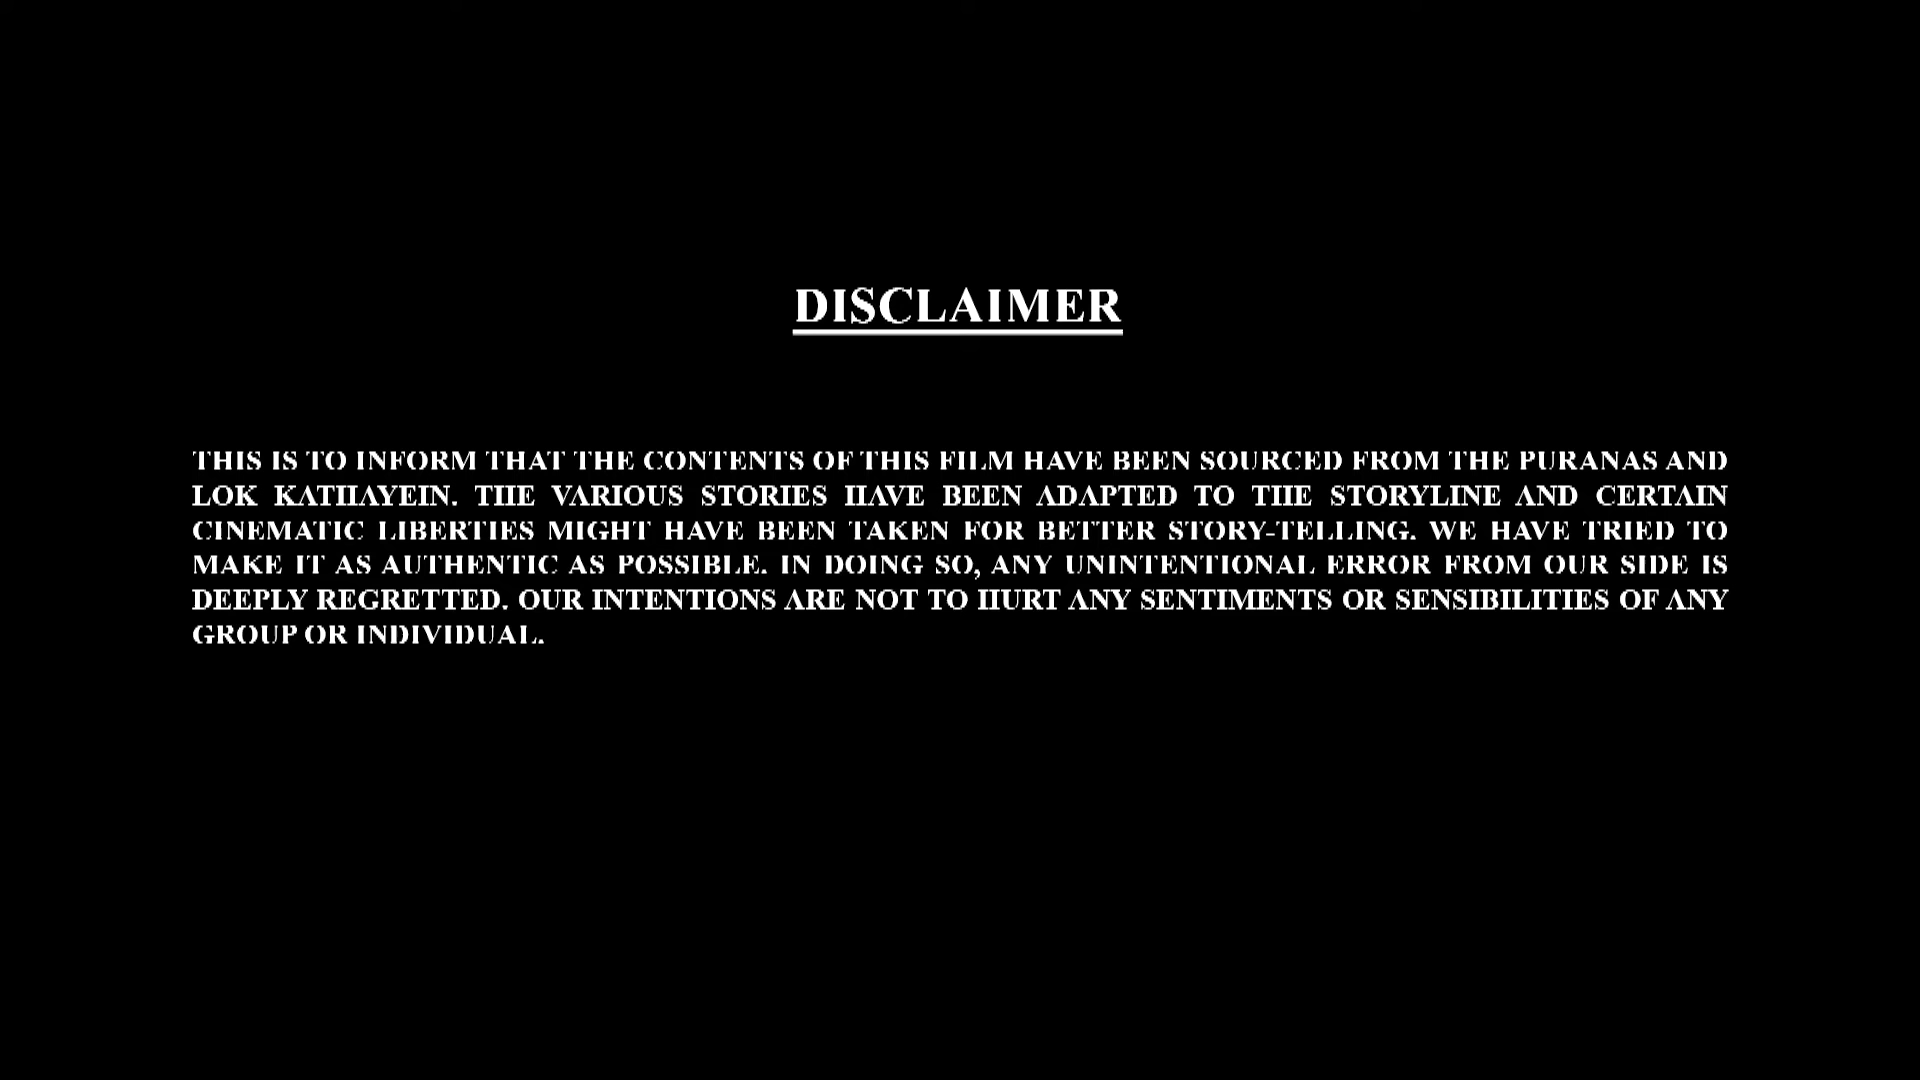 DISCLAIMER
THIS IS TO INFORM THAT THE CONTENTS OF THIS FILM HAVE BEEN SOURCED FROM THE PURANAS AND
LOK KATHAYEIN. THE VARIOUS STORIES HAVE BEEN ADAPTED TO THE STORYLINE AND CERTAIN
CINEMATIC LIBERTIES MIGHT HAVE BEEN TAKEN FOR BETTER STORY-TELLING. WE HAVE TRIED TO
MAKE IT AS AUTHENTIC AS POSSIBLE. IN DOING SO, ANY UNINTENTIONAL ERROR FROM OUR SIDE IS
DEEPLY REGRETTED. OUR INTENTIONS ARE NOT TO HURT ANY SENTIMENTS OR SENSIBILITIES OF ANY
GROUP OR INDIVIDUAL.